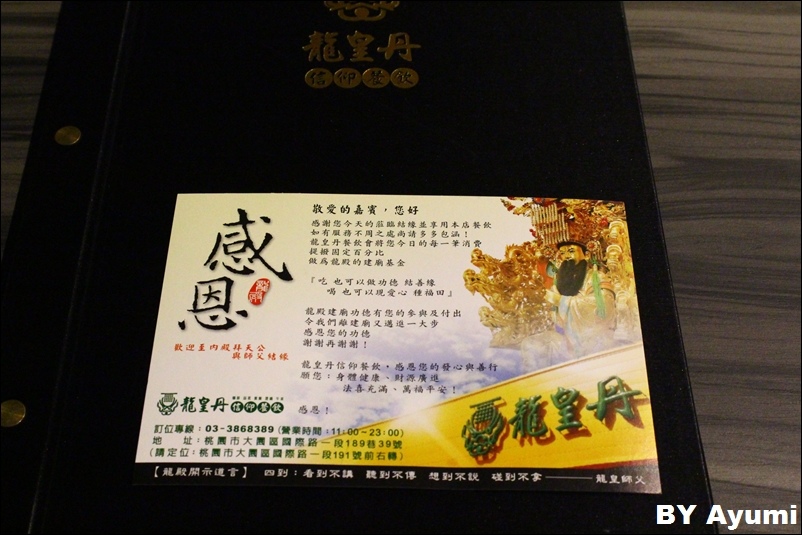 龍皇丹
信仰餐飲
敬愛的嘉賓，您好
感謝您今天的蒞臨結緣並享用本店餐飲
如有服務不周之處尚請多多包涵！
龍皇丹餐飲會將您今日的每一筆消費
提撥固定百分比
做為龍殿的建廟基金
『吃 也可以做功德 結善緣
喝 也可以現愛心 種福田』
龍殿建廟功德有您的參與及付出
令我們離建廟又邁進一大步
感恩您的功德
謝謝再謝謝！
龍皇丹信仰餐飲，感恩您的發心與善行
願您：身體健康、財源廣進
法喜充滿、萬福平安！
感恩！
感恩
歡迎至內殿拜天公
與師父結緣
龍皇丹 信仰餐飲
訂位專線：03-3868389(營業時間：11:00~23:00)
地 址：桃園市大園區國際路一段189巷39號
(請定位：桃園市大園區國際路一段191號前右轉)
龍皇丹
【龍殿開示道言】 四到：看到不講 聽到不傳 想到不說 碰到不拿 ——— 龍皇師父
BY Ayumi